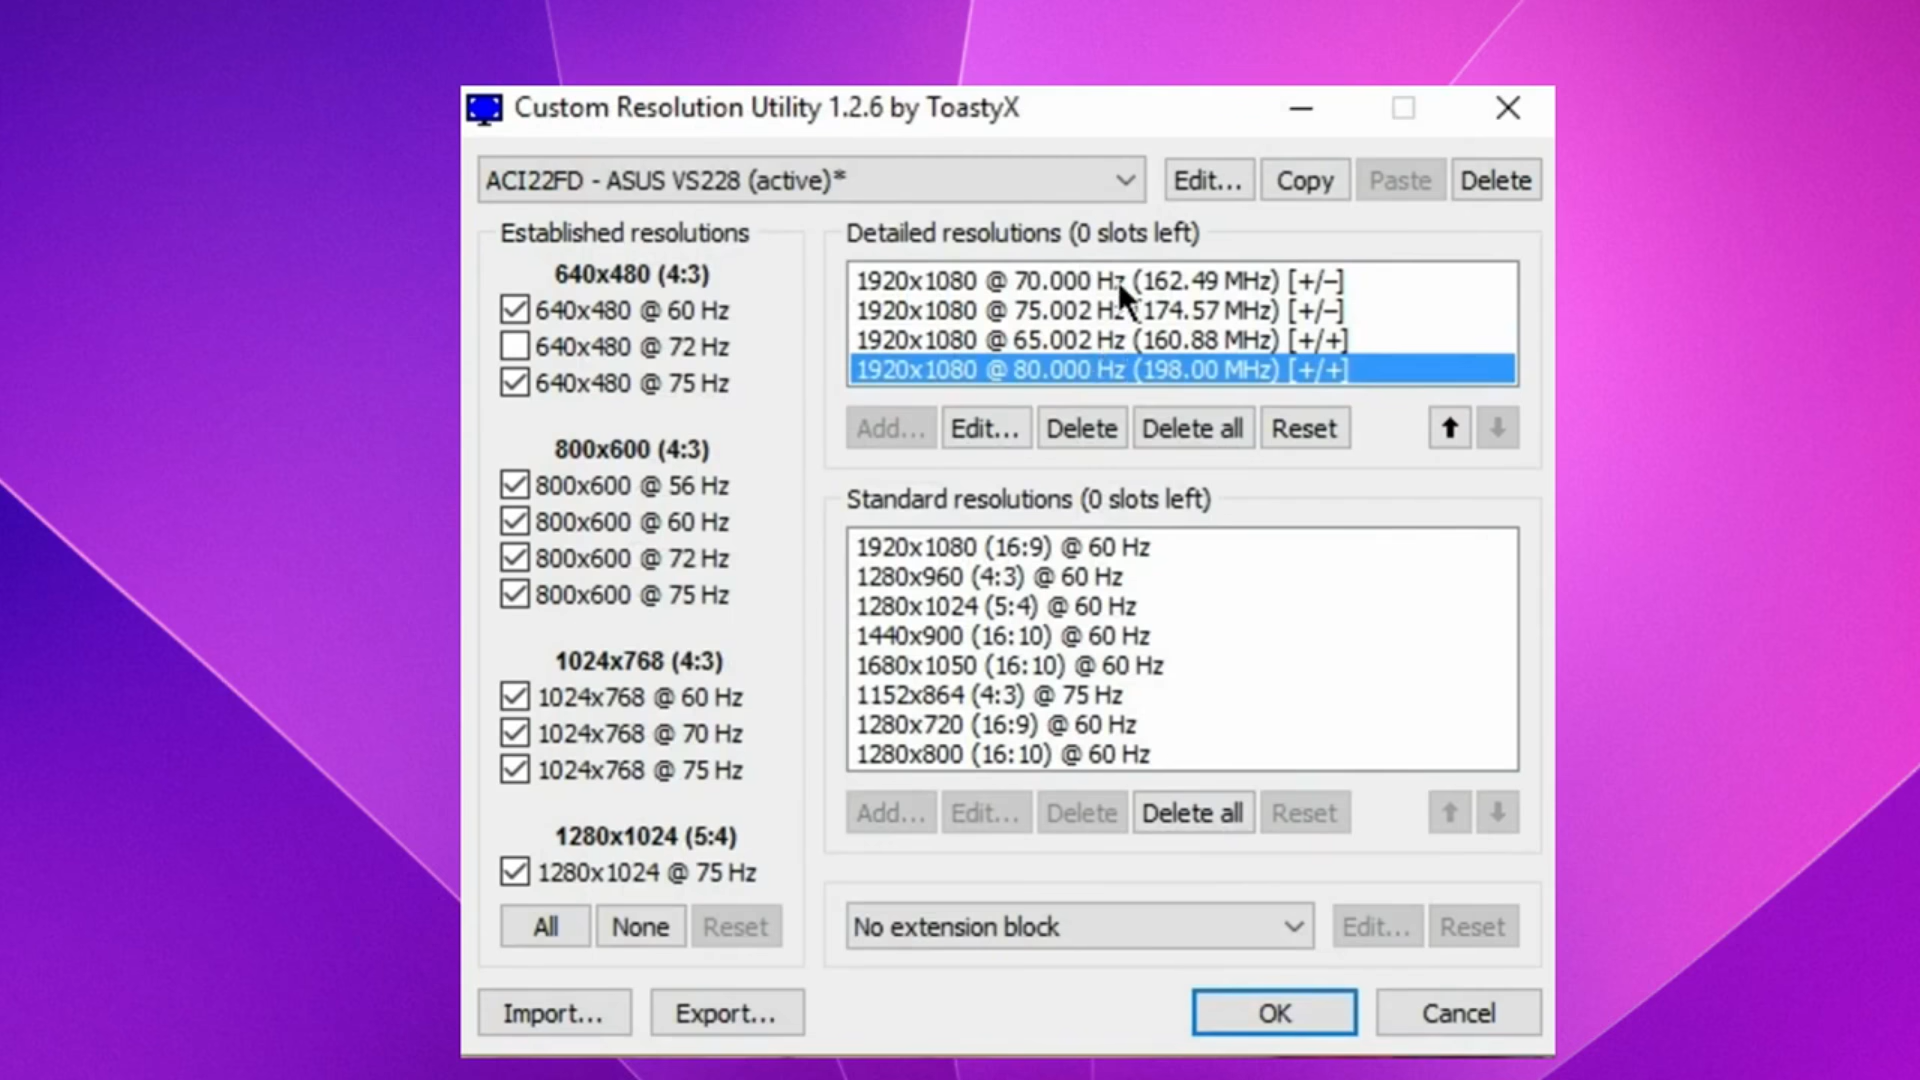 Custom Resolution Utility 1.2.6 by ToastyX
ACI22FD - ASUS VS228 (active)*
Edit...
Copy
Paste
Delete
Established resolutions
640x480 (4:3)
640x480 @ 60 Hz
640x480 @ 72 Hz
640x480 @ 75 Hz
800x600 (4:3)
800x600 @ 56 Hz
800x600 @ 60 Hz
800x600 @ 72 Hz
800x600 @ 75 Hz
1024x768 (4:3)
1024x768 @ 60 Hz
1024x768 @ 70 Hz
1024x768 @ 75 Hz
1280x1024 (5:4)
1280x1024 @ 75 Hz
All
None
Reset
Detailed resolutions (0 slots left)
1920x1080 @ 70.000 Hz (162.49 MHz) [+/−]
1920x1080 @ 75.002 Hz (174.57 MHz) [+/−]
1920x1080 @ 65.002 Hz (160.88 MHz) [+/+]
1920x1080 @ 80.000 Hz (198.00 MHz) [+/+]
Add...
Edit...
Delete
Delete all
Reset
Standard resolutions (0 slots left)
1920x1080 (16:9) @ 60 Hz
1280x960 (4:3) @ 60 Hz
1280x1024 (5:4) @ 60 Hz
1440x900 (16:10) @ 60 Hz
1680x1050 (16:10) @ 60 Hz
1152x864 (4:3) @ 75 Hz
1280x720 (16:9) @ 60 Hz
1280x800 (16:10) @ 60 Hz
Add...
Edit...
Delete
Delete all
Reset
No extension block
Edit...
Reset
Import...
Export...
OK
Cancel